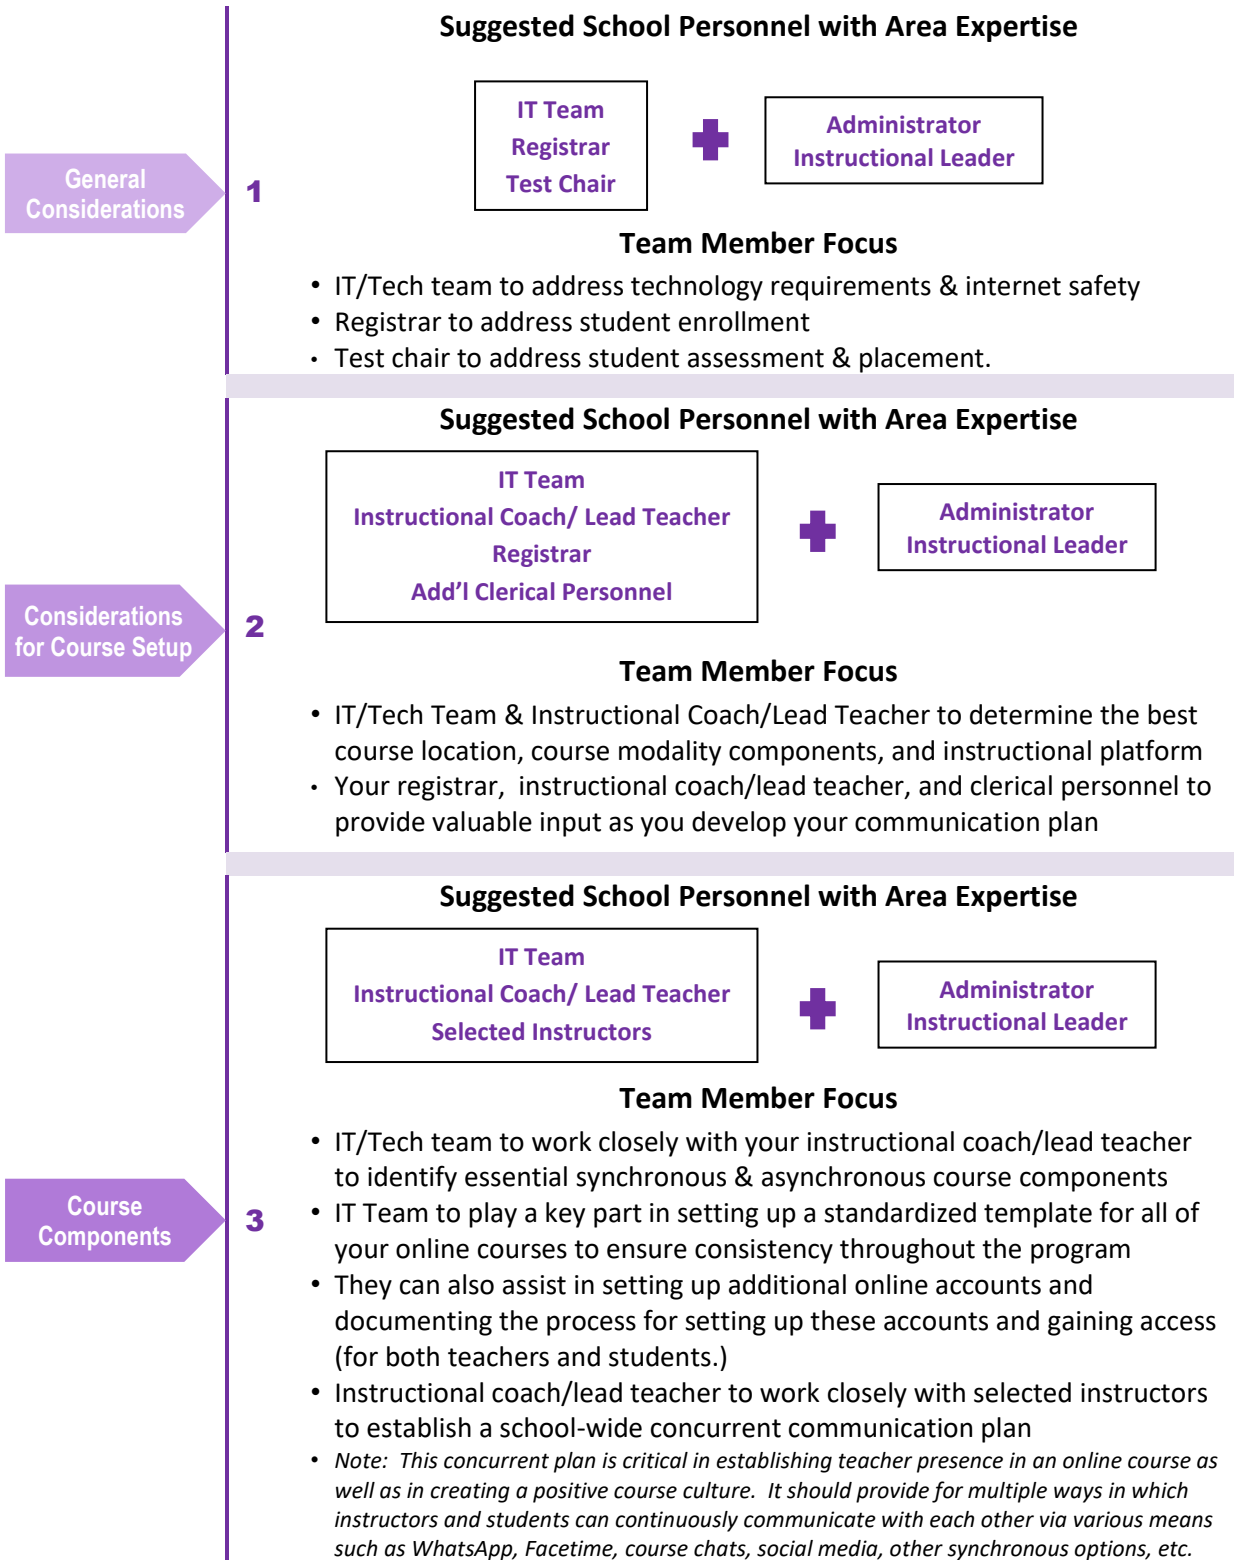 Suggested School Personnel with Area Expertise
IT Team
Registrar
Test Chair
Administrator
Instructional Leader
General
Considerations
1
Team Member Focus
• IT/Tech team to address technology requirements & internet safety
• Registrar to address student enrollment
• Test chair to address student assessment & placement.
Suggested School Personnel with Area Expertise
IT Team
Instructional Coach/ Lead Teacher
Registrar
Add’l Clerical Personnel
Administrator
Instructional Leader
Considerations
for Course Setup
2
Team Member Focus
• IT/Tech Team & Instructional Coach/Lead Teacher to determine the best
course location, course modality components, and instructional platform
• Your registrar,  instructional coach/lead teacher, and clerical personnel to
provide valuable input as you develop your communication plan
Suggested School Personnel with Area Expertise
IT Team
Instructional Coach/ Lead Teacher
Selected Instructors
Administrator
Instructional Leader
Team Member Focus
Course
Components
3
• IT/Tech team to work closely with your instructional coach/lead teacher
to identify essential synchronous & asynchronous course components
• IT Team to play a key part in setting up a standardized template for all of
your online courses to ensure consistency throughout the program
• They can also assist in setting up additional online accounts and
documenting the process for setting up these accounts and gaining access
(for both teachers and students.)
• Instructional coach/lead teacher to work closely with selected instructors
to establish a school-wide concurrent communication plan
• Note:  This concurrent plan is critical in establishing teacher presence in an online course as
well as in creating a positive course culture.  It should provide for multiple ways in which
instructors and students can continuously communicate with each other via various means
such as WhatsApp, Facetime, course chats, social media, other synchronous options, etc.